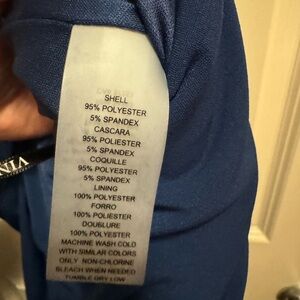 SHELL
95% POLYESTER
5% SPANDEX
CASCARA
95% POLIESTER
5% SPANDEX
COQUILLE
95% POLYESTER
5% SPANDEX
LINING
100% POLYESTER
FORRO
100% POLIESTER
DOUBLURE
100% POLYESTER
MACHINE WASH COLD
WITH SIMILAR COLORS
ONLY NON-CHLORINE
BLEACH WHEN NEEDED
TUMBLE DRY LOW